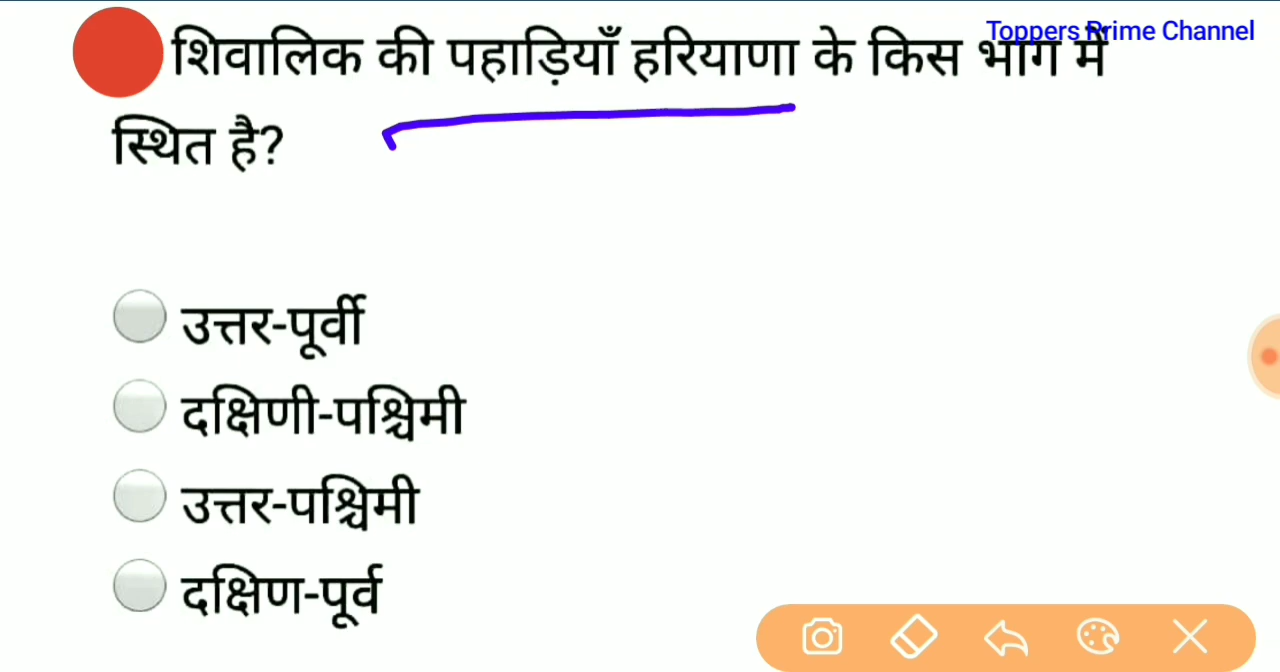 Toppers Prime Channel
शिवालिक की पहाड़ियाँ हरियाणा के किस भाग में
स्थित है?
उत्तर-पूर्वी
दक्षिणी-पश्चिमी
उत्तर-पश्चिमी
दक्षिण-पूर्व